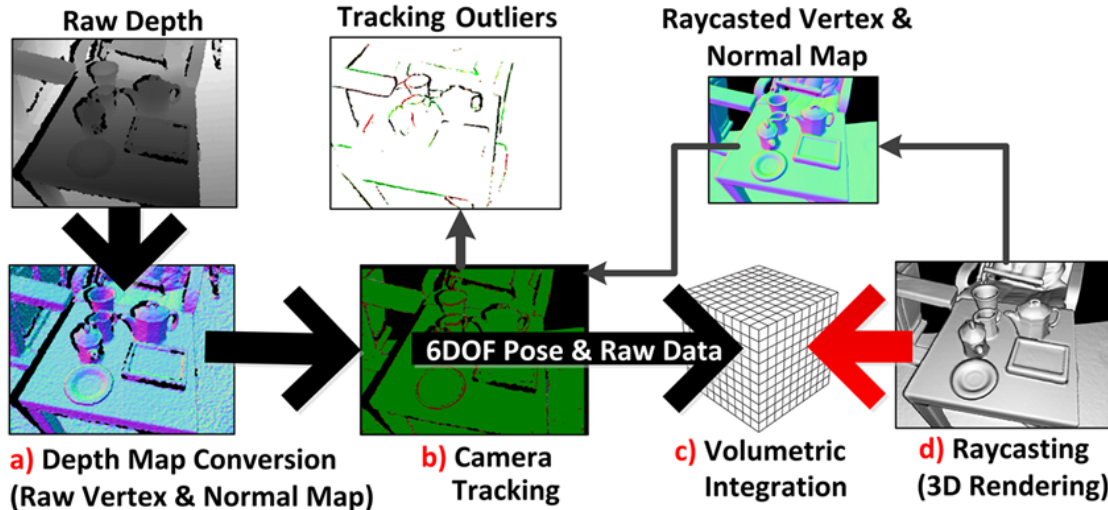 Raw Depth
Tracking Outliers
Raycasted Vertex &
Normal Map
6DOF Pose & Raw Data
a) Depth Map Conversion
(Raw Vertex & Normal Map)
b) Camera
Tracking
c) Volumetric
Integration
d) Raycasting
(3D Rendering)